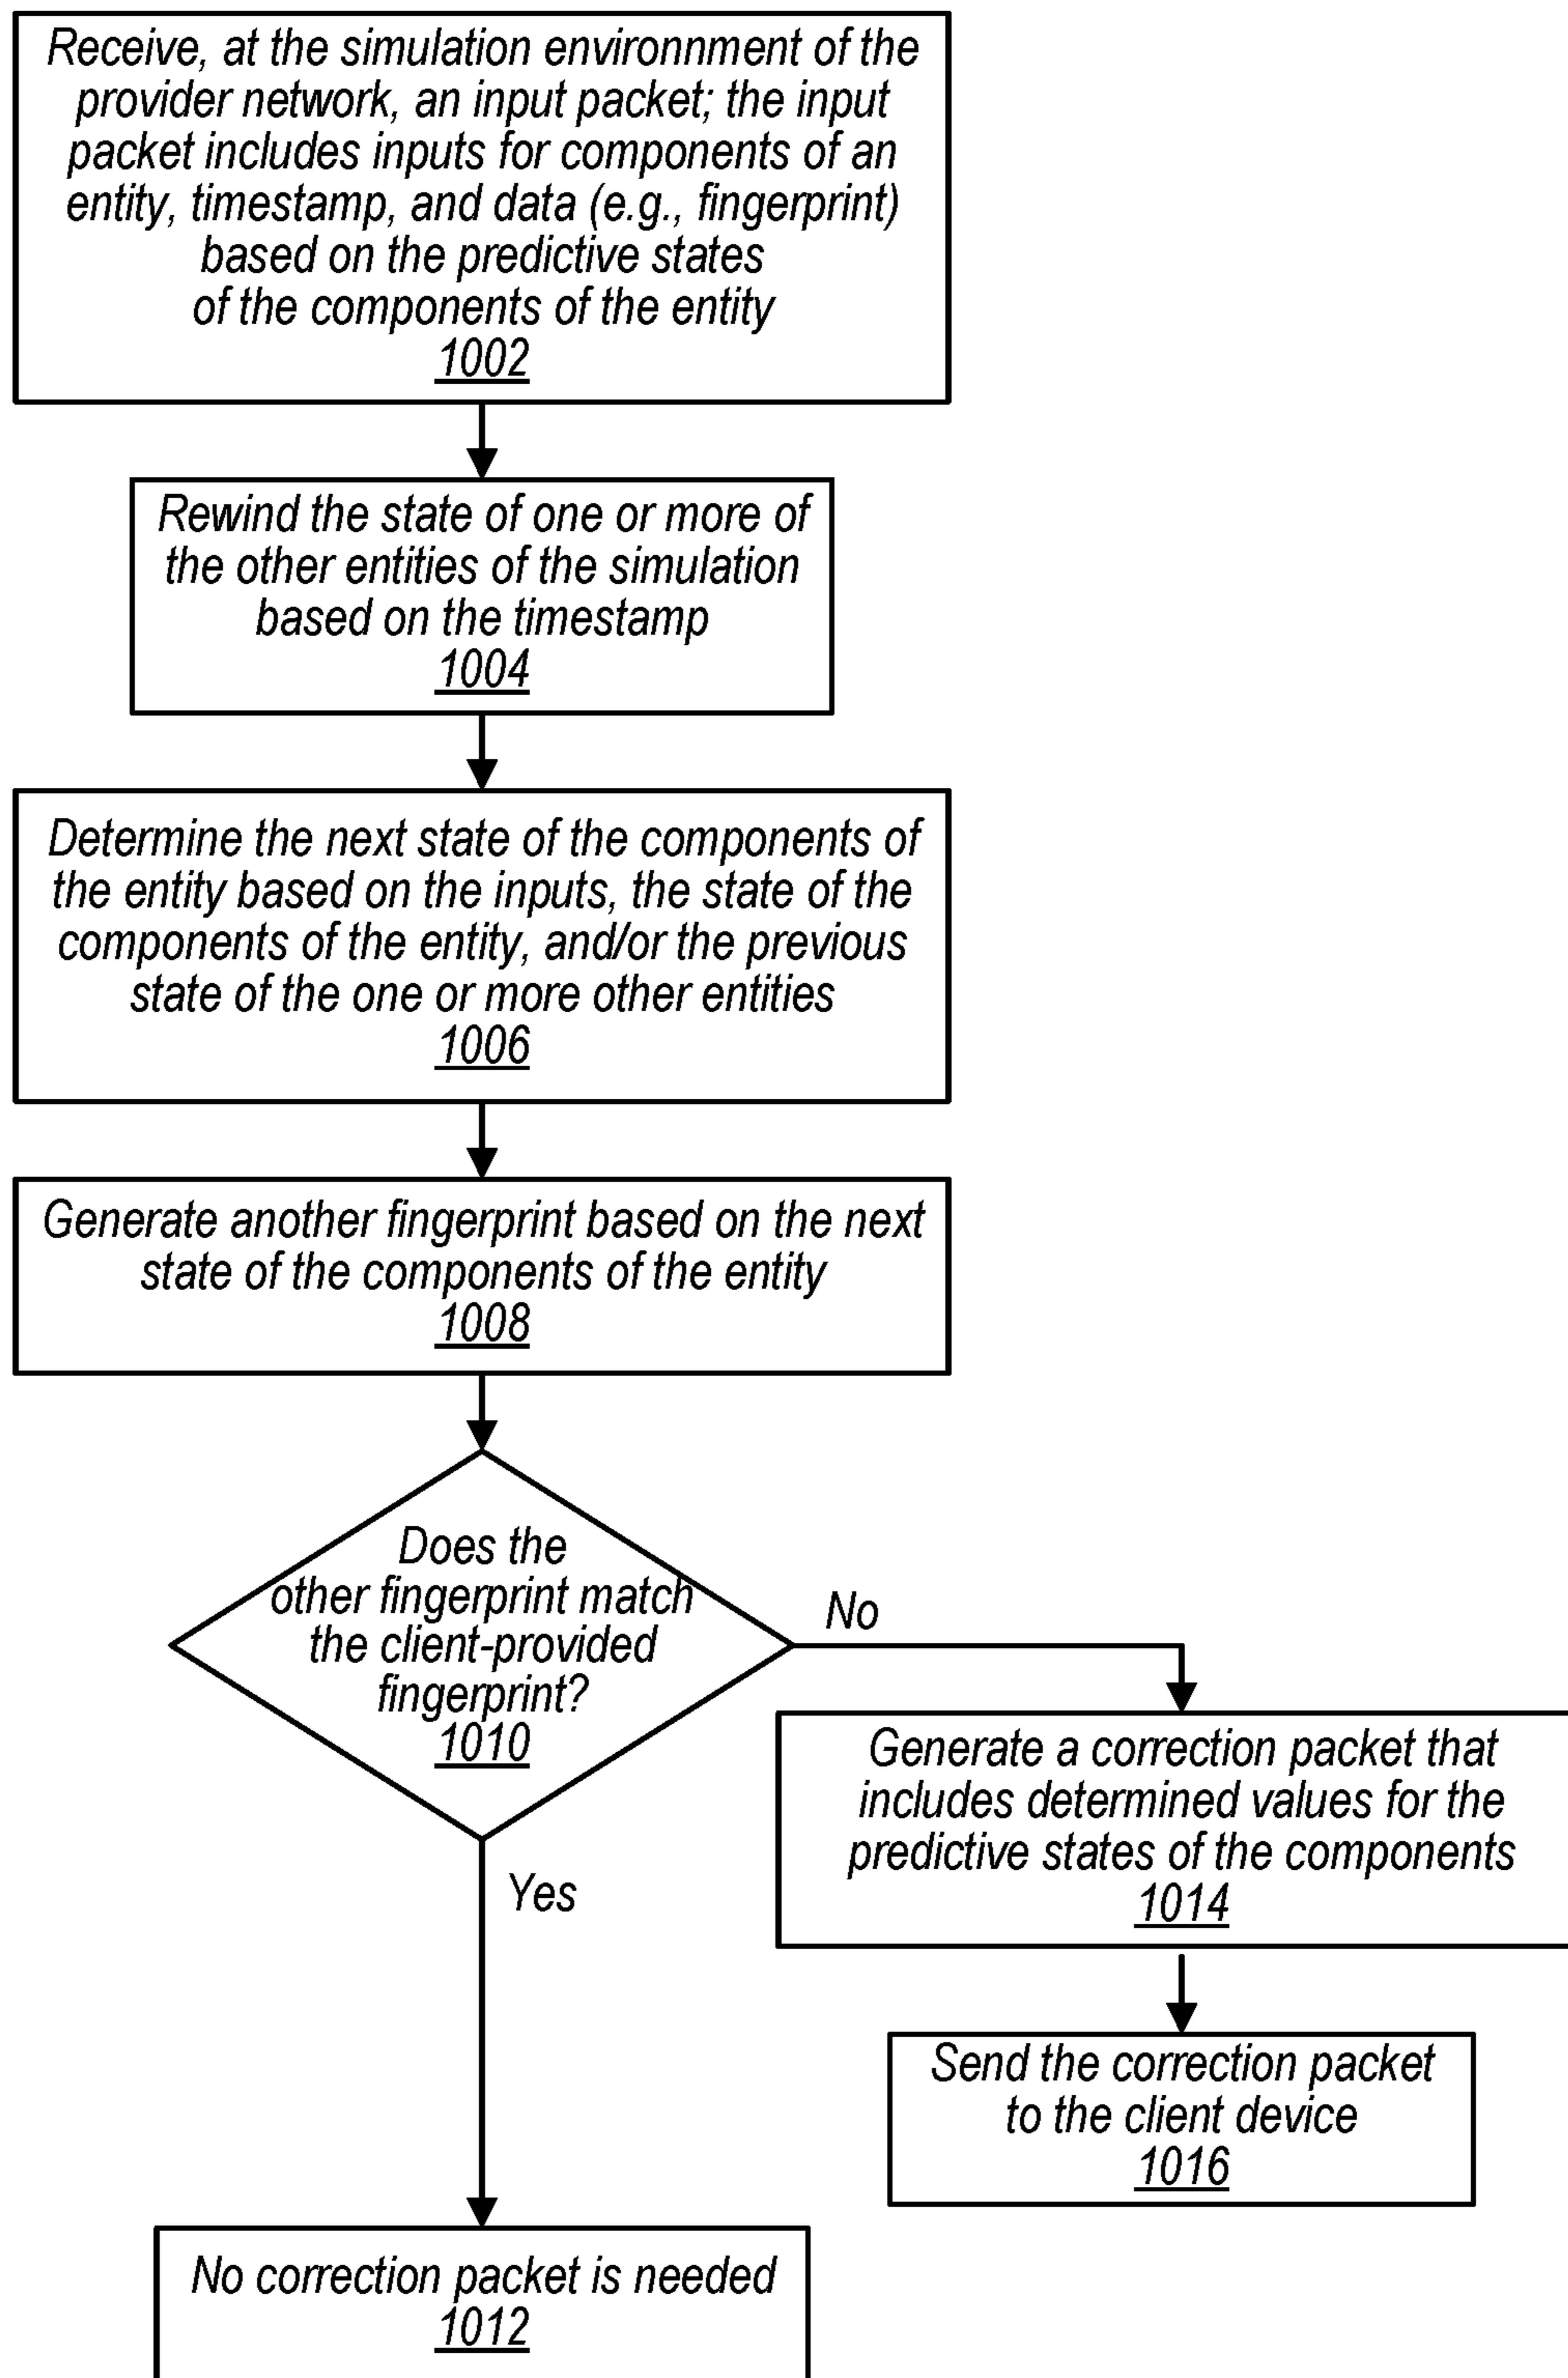 Receive, at the simulation environnment of the
provider network, an input packet; the input
packet includes inputs for components of an
entity, timestamp, and data (e.g., fingerprint)
based on the predictive states
of the components of the entity
1002
Rewind the state of one or more of
the other entities of the simulation
based on the timestamp
1004
Determine the next state of the components of
the entity based on the inputs, the state of the
components of the entity, and/or the previous
state of the one or more other entities
1006
Generate another fingerprint based on the next
state of the components of the entity
1008
Does the
other fingerprint match
the client-provided
fingerprint?
1010
No
Generate a correction packet that
includes determined values for the
predictive states of the components
1014
Yes
Send the correction packet
to the client device
1016
No correction packet is needed
1012